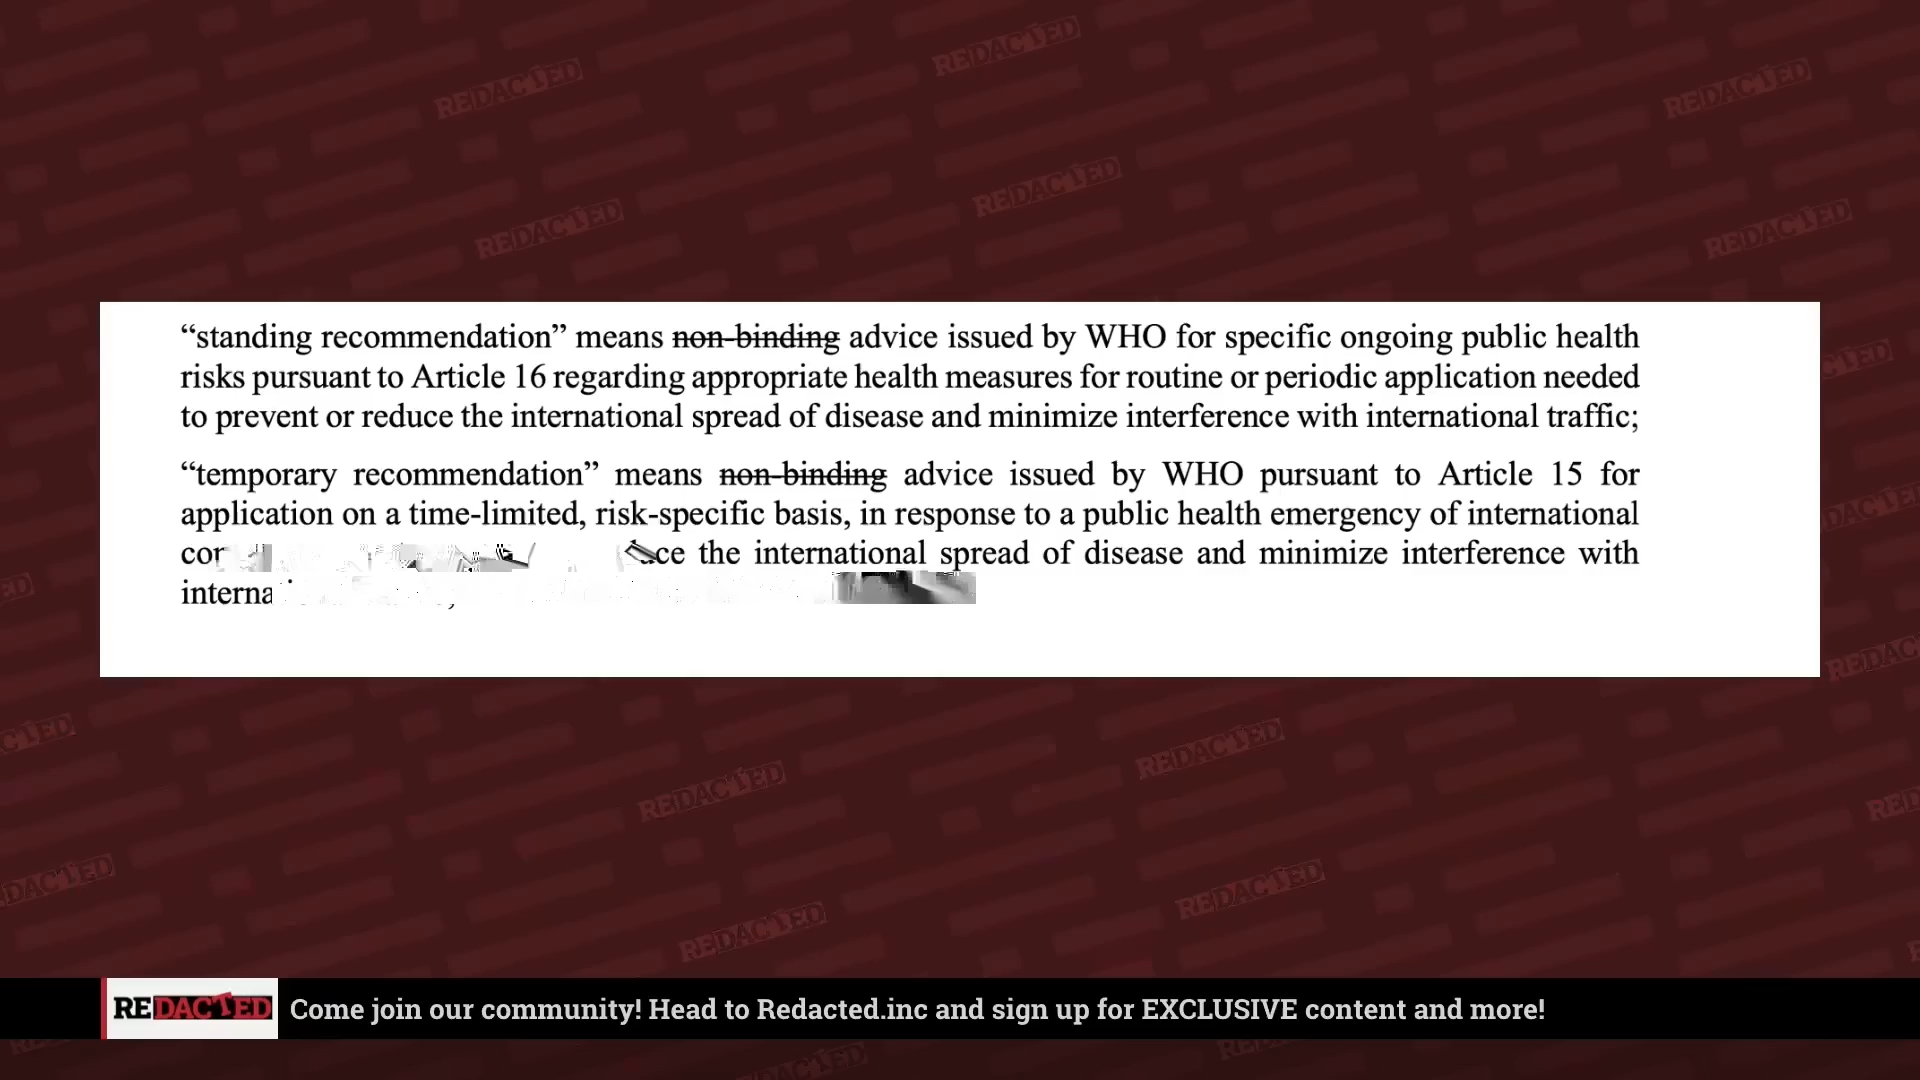 “standing recommendation” means non-binding advice issued by WHO for specific ongoing public health
risks pursuant to Article 16 regarding appropriate health measures for routine or periodic application needed
to prevent or reduce the international spread of disease and minimize interference with international traffic;
“temporary recommendation” means non-binding advice issued by WHO pursuant to Article 15 for
application on a time-limited, risk-specific basis, in response to a public health emergency of international
the international spread of disease and minimize interference with
REDACTED Come join our community! Head to Redacted.inc and sign up for EXCLUSIVE content and more!